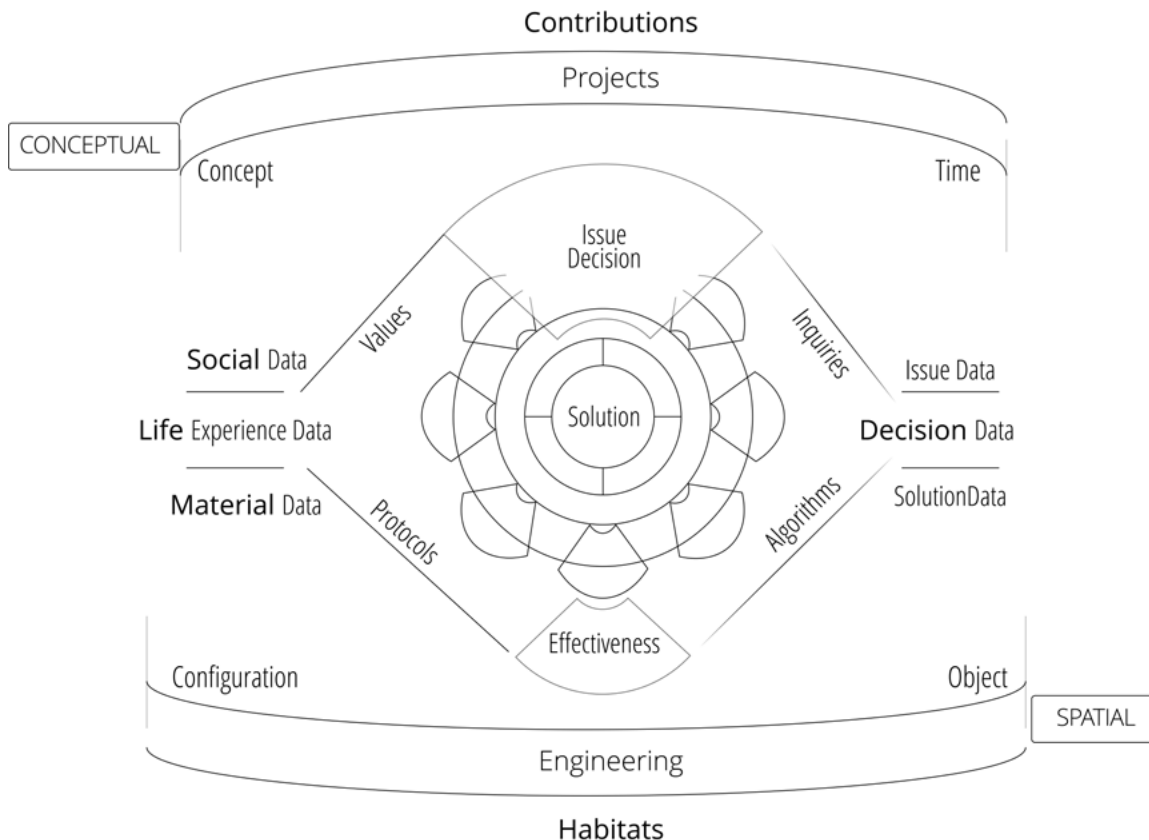 Contributions
Projects
CONCEPTUAL
Concept
Time
Issue
Decision
Values
Inquiries
Social Data
Issue Data
Solution
Life Experience Data
Decision Data
Material Data
SolutionData
Protocols
Algorithms
Effectiveness
Configuration
Object
SPATIAL
Engineering
Habitats